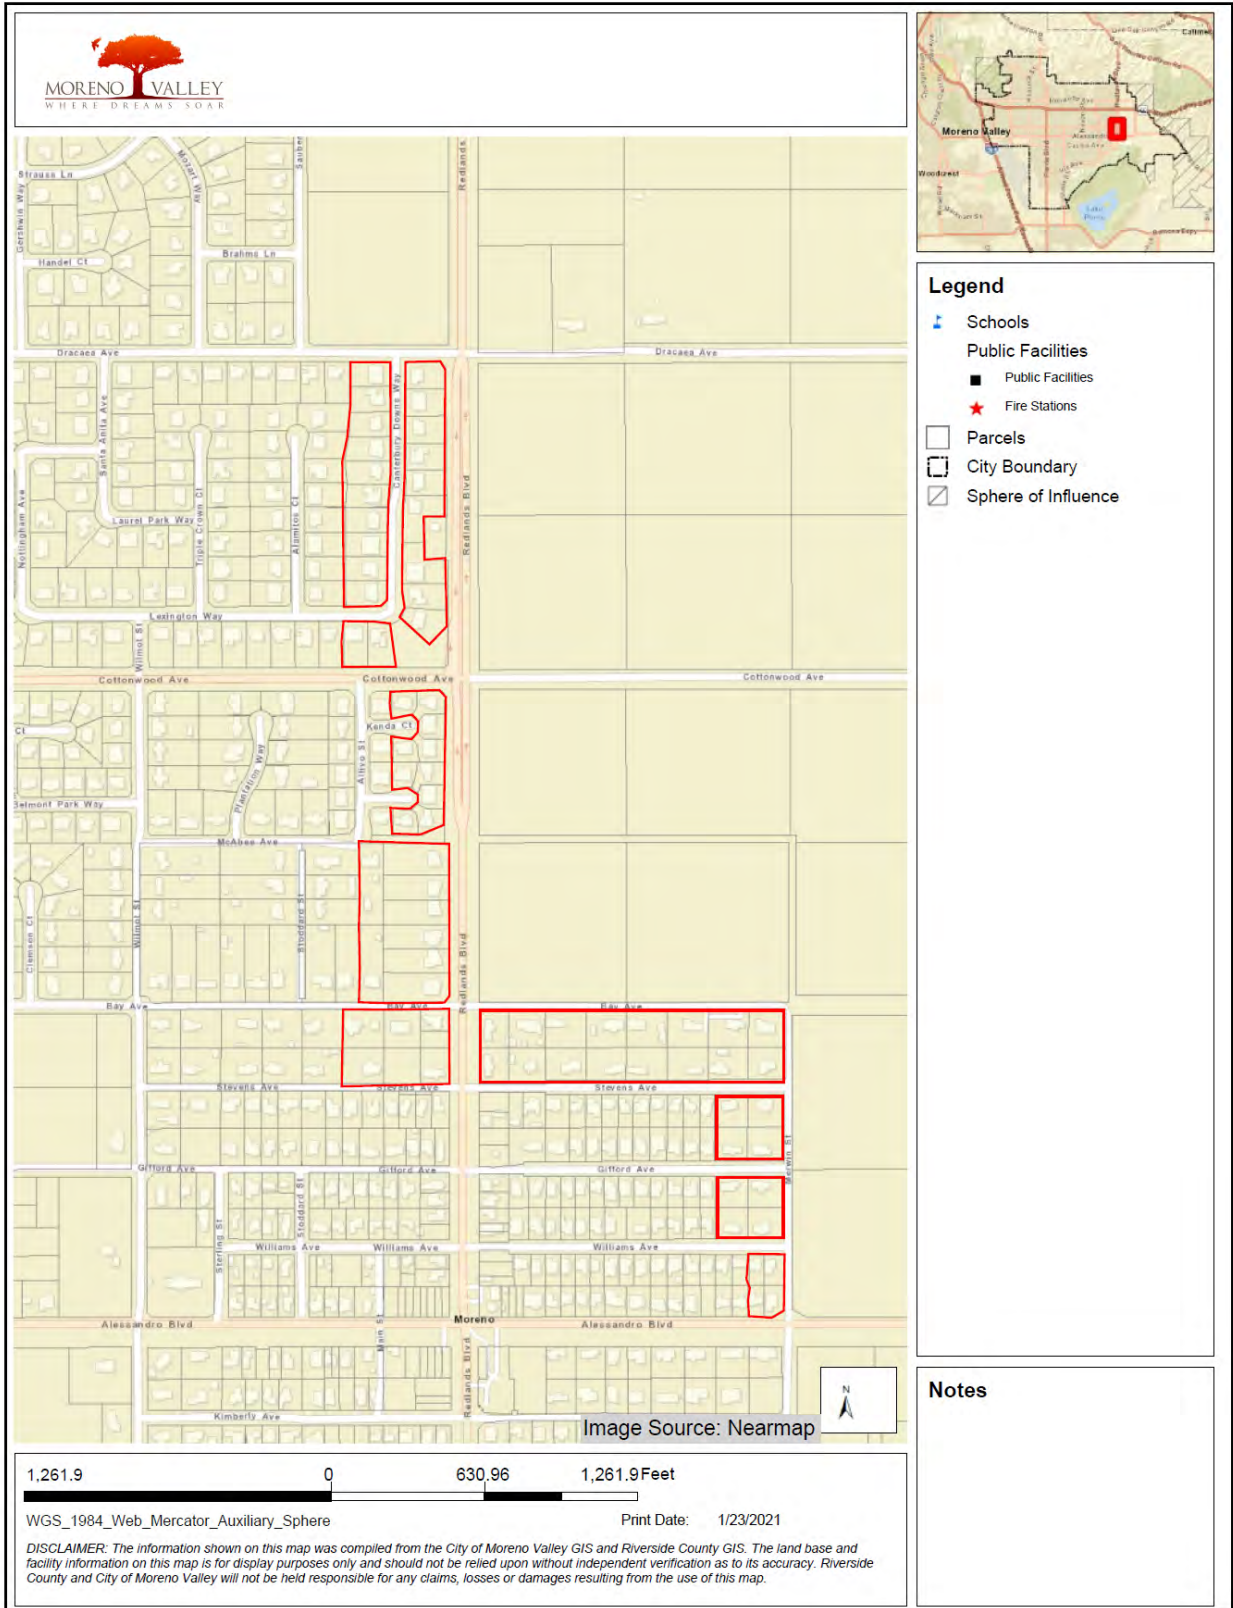 MORENO VALLEY
WHERE DREAMS SOAR
Moreno Valley
Woodcrest
Legend
Schools
Public Facilities
Public Facilities
Fire Stations
Parcels
City Boundary
Sphere of Influence
Strauss Ln
Mozart Wy
Redlands
Gershwin Way
Handel Ct
Brahms Ln
Dracaea Ave
Dracaea Ave
Santa Anita Ave
Canterbury Downs Way
Nottingham Ave
Laurel Park Way
Triple Crown Ct
Alamitos Ct
Redlands Blvd
Lexington Way
Wilmot St
Cottonwood Ave
Cottonwood Ave
Cottonwood Ave
Ct
Kenda Ct
Plantation Way
Belmont Park Way
McAbee Ave
Clemson Ct
Wilmot St
Stoddard St
Redlands Blvd
Bay Ave
Bay Ave
Bay Ave
Stevens Ave
Stevens Ave
Stevens Ave
Gifford Ave
Gifford Ave
Gifford Ave
Merwin St
Stoddard St
Sterling St
Williams Ave
Williams Ave
Williams Ave
Alessandro Blvd
Moreno
Alessandro Blvd
Main St
Redlands Blvd
Kimberly Ave
N
Image Source: Nearmap
Notes
1,261.9 0 630.96 1,261.9 Feet
WGS_1984_Web_Mercator_Auxiliary_Sphere
Print Date: 1/23/2021
DISCLAIMER: The information shown on this map was compiled from the City of Moreno Valley GIS and Riverside County GIS. The land base and
facility information on this map is for display purposes only and should not be relied upon without independent verification as to its accuracy. Riverside
County and City of Moreno Valley will not be held responsible for any claims, losses or damages resulting from the use of this map.